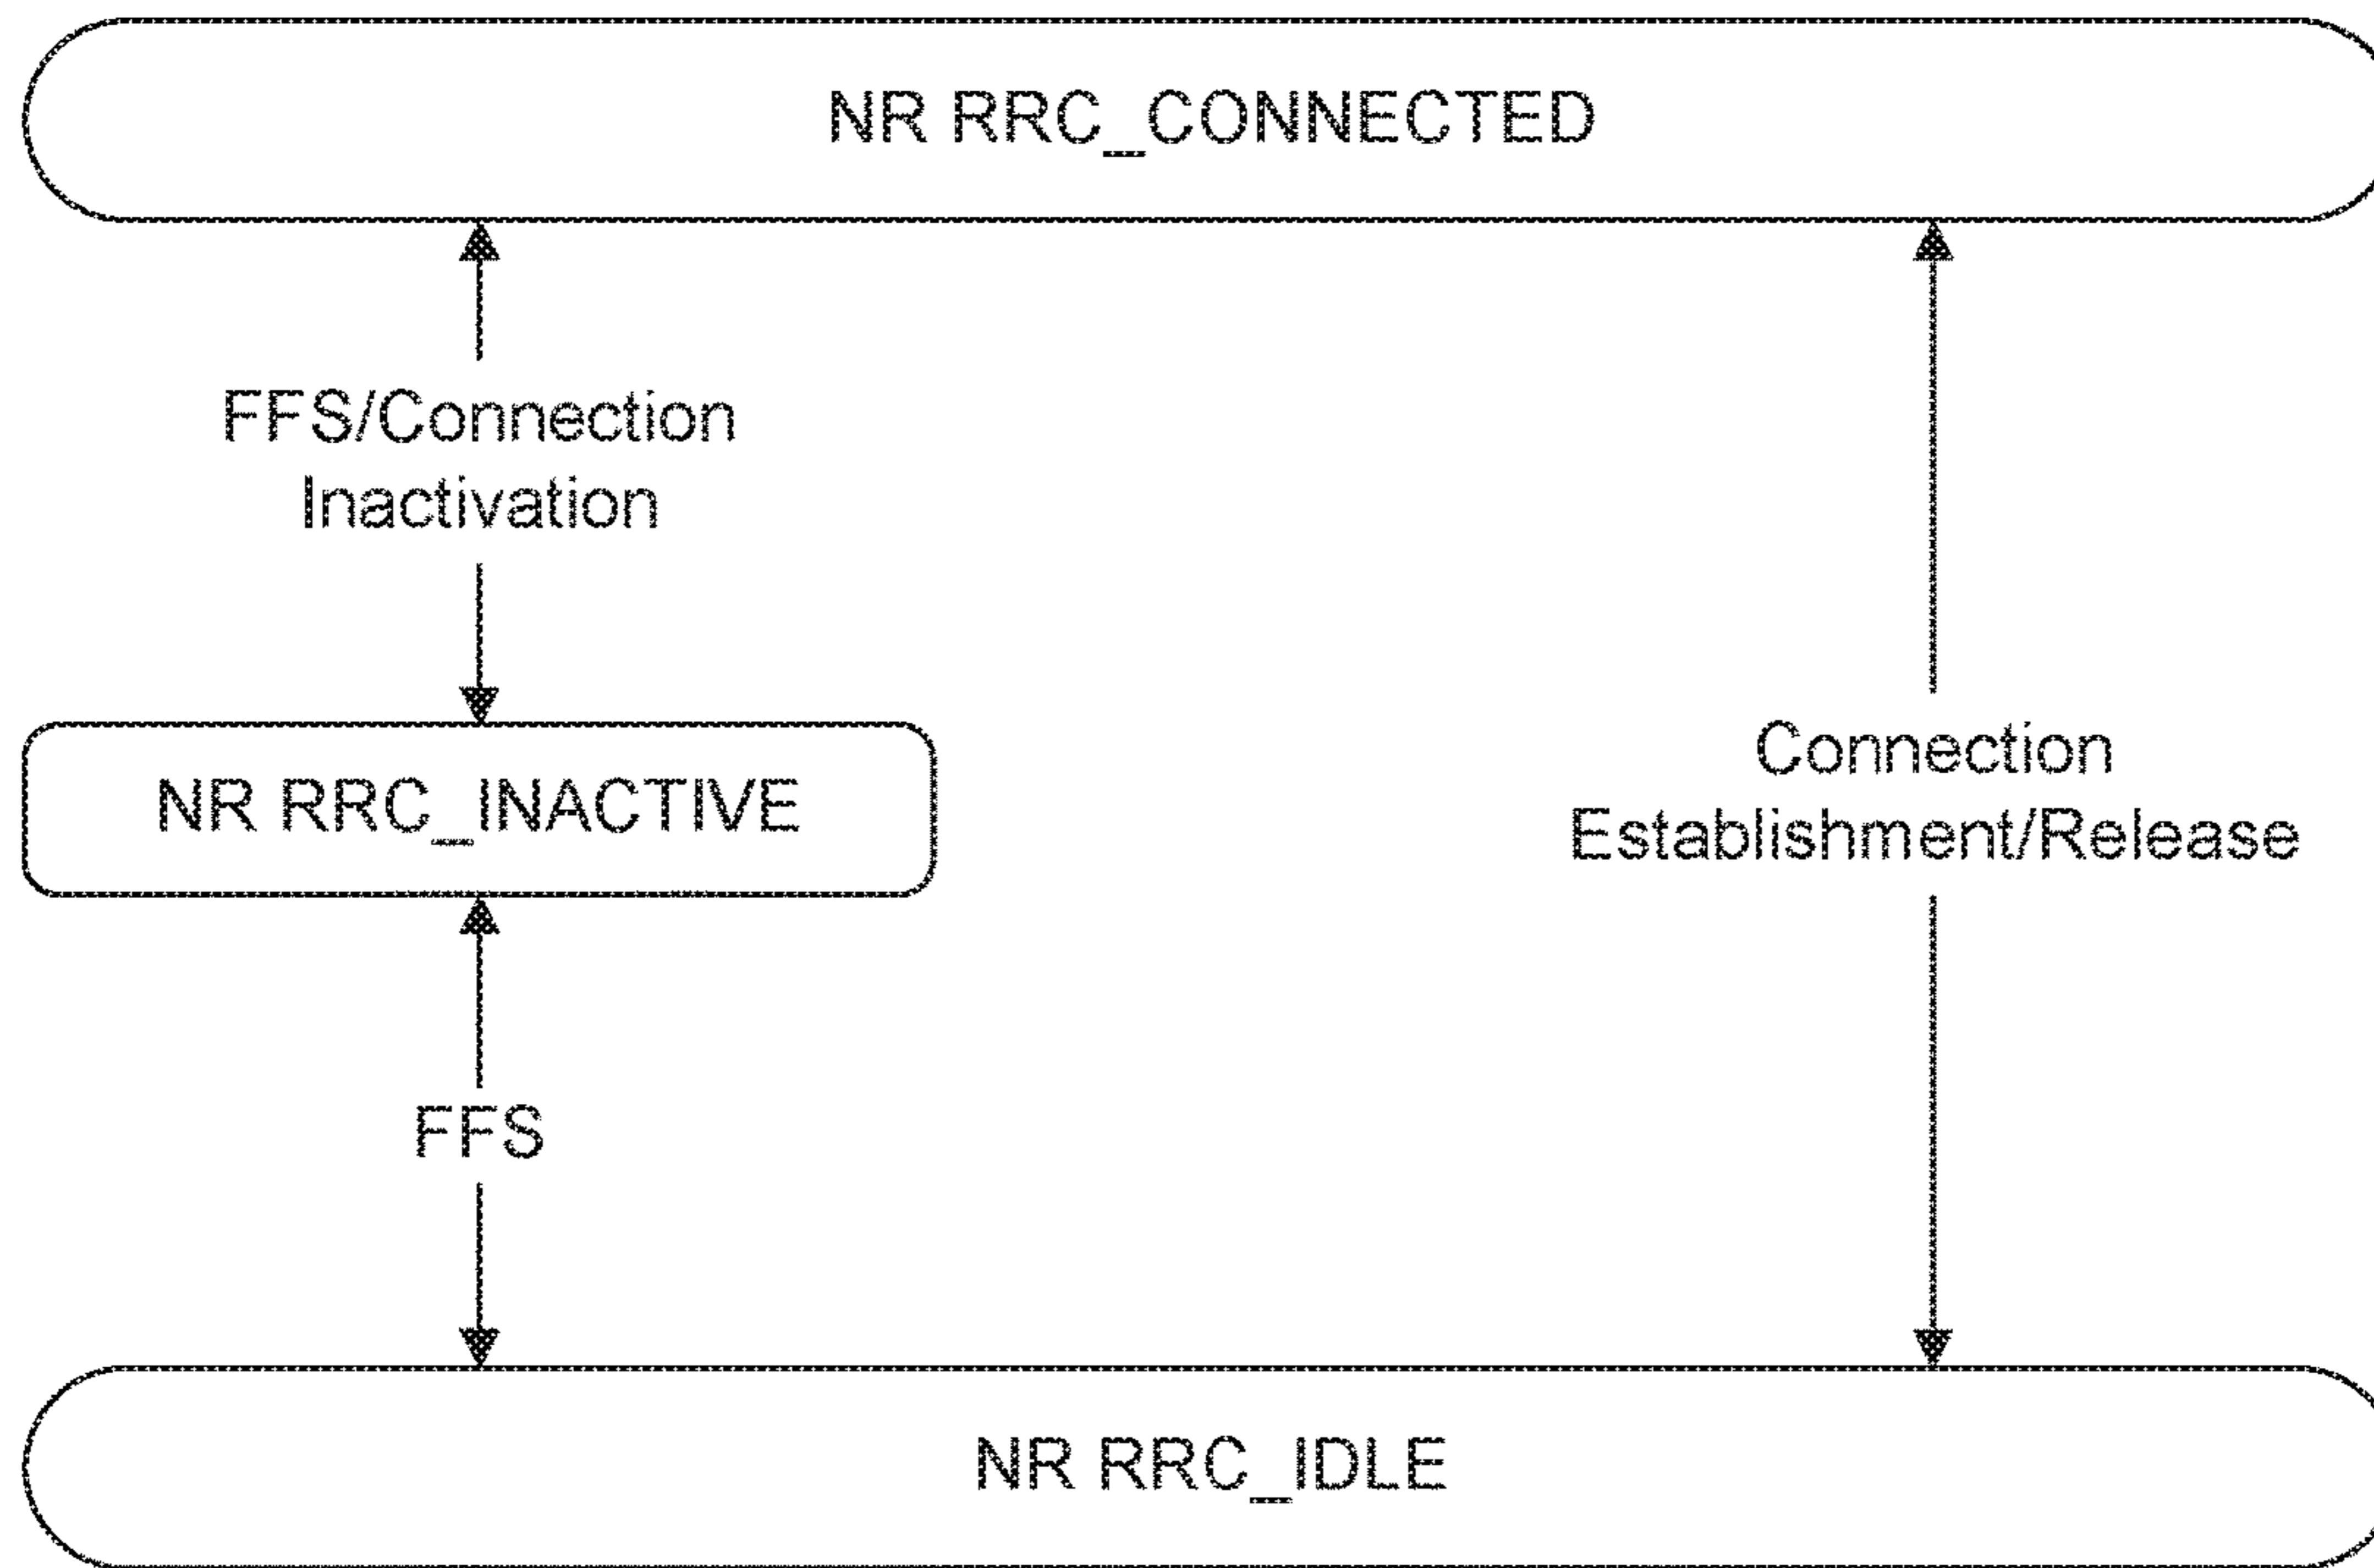 NR RRC_CONNECTED
FFS/Connection
Inactivation
NR RRC_INACTIVE
Connection
Establishment/Release
FFS
NR RRC_IDLE